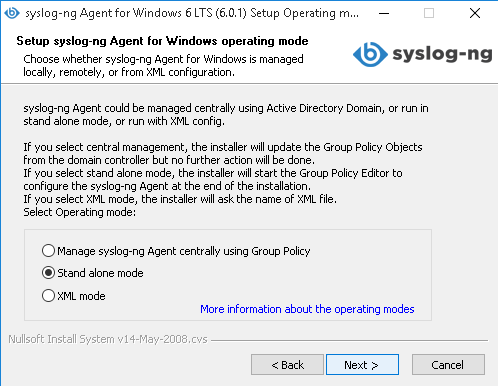 syslog-ng Agent for Windows 6 LTS (6.0.1) Setup Operating m...
Setup syslog-ng Agent for Windows operating mode
Choose whether syslog-ng Agent for Windows is managed
locally, remotely, or from XML configuration.
syslog-ng
syslog-ng Agent could be managed centrally using Active Directory Domain, or run in
stand alone mode, or run with XML config.
If you select central management, the installer will update the Group Policy Objects
from the domain controller but no further action will be done.
If you select stand alone mode, the installer will start the Group Policy Editor to
configure the syslog-ng Agent at the end of the installation.
If you select XML mode, the installer will ask the name of XML file.
Select Operating mode:
Manage syslog-ng Agent centrally using Group Policy
Stand alone mode
XML mode
More information about the operating modes
Nullsoft Install System v14-May-2008.cvs
< Back
Next >
Cancel